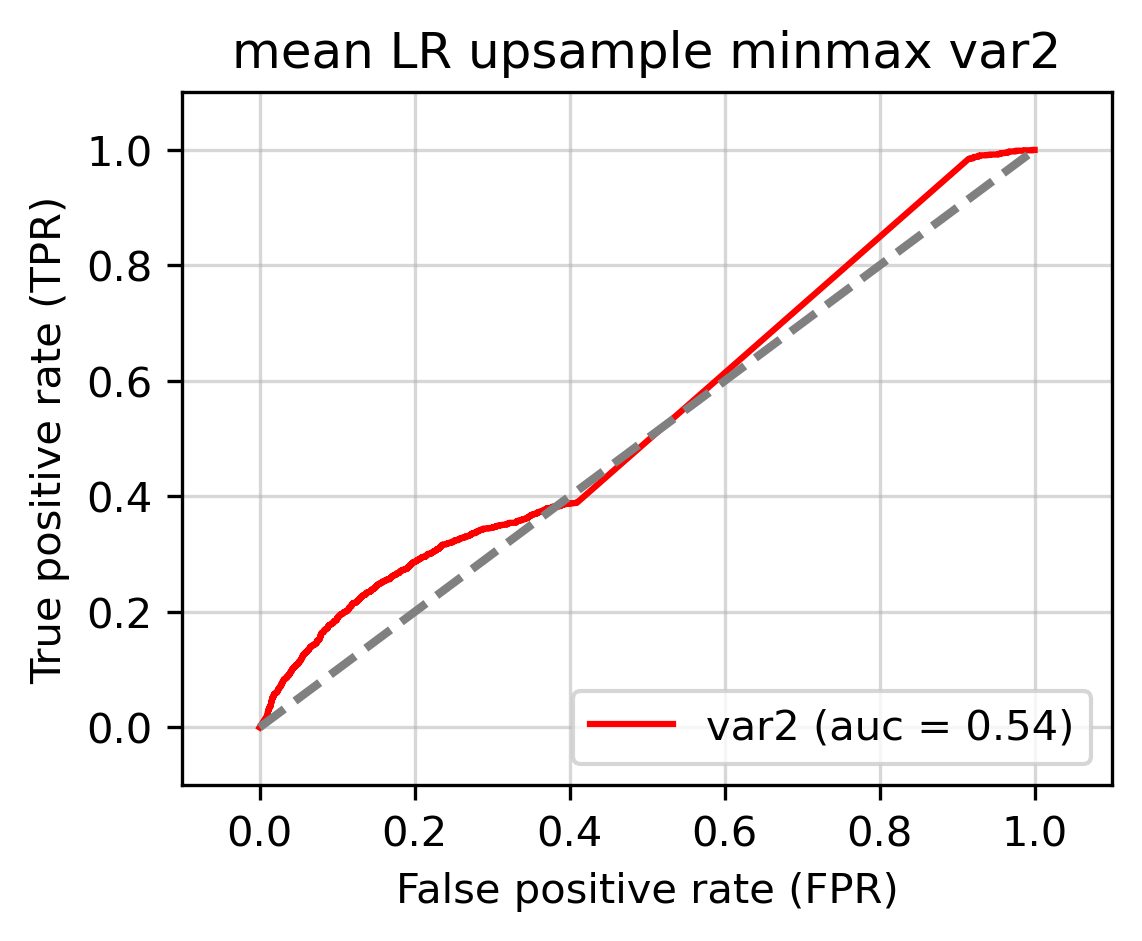 mean LR upsample minmax var2
True positive rate (TPR)
1.0
0.8
0.6
0.4
0.2
0.0
var2 (auc = 0.54)
0.0 0.2 0.4 0.6 0.8 1.0
False positive rate (FPR)